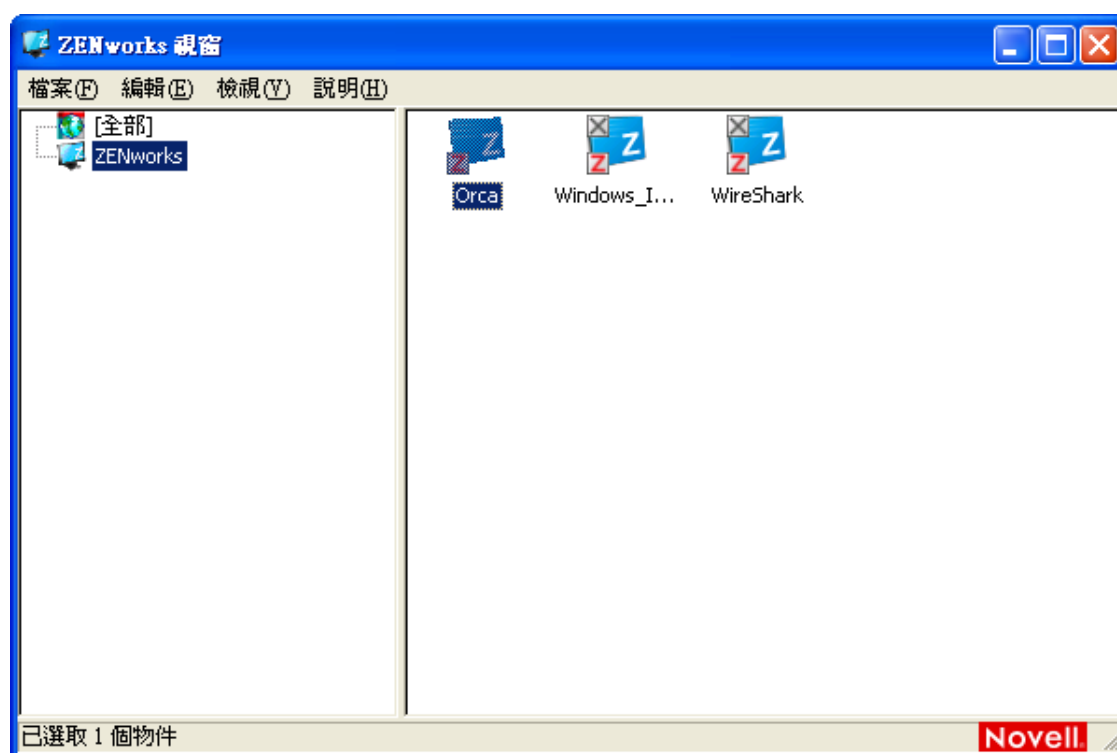 ZENworks 視窗
檔案(F) 編輯(E) 檢視(V) 說明(H)
[全部]
ZENworks
Orca Windows_I... WireShark
已選取 1 個物件 Novell.